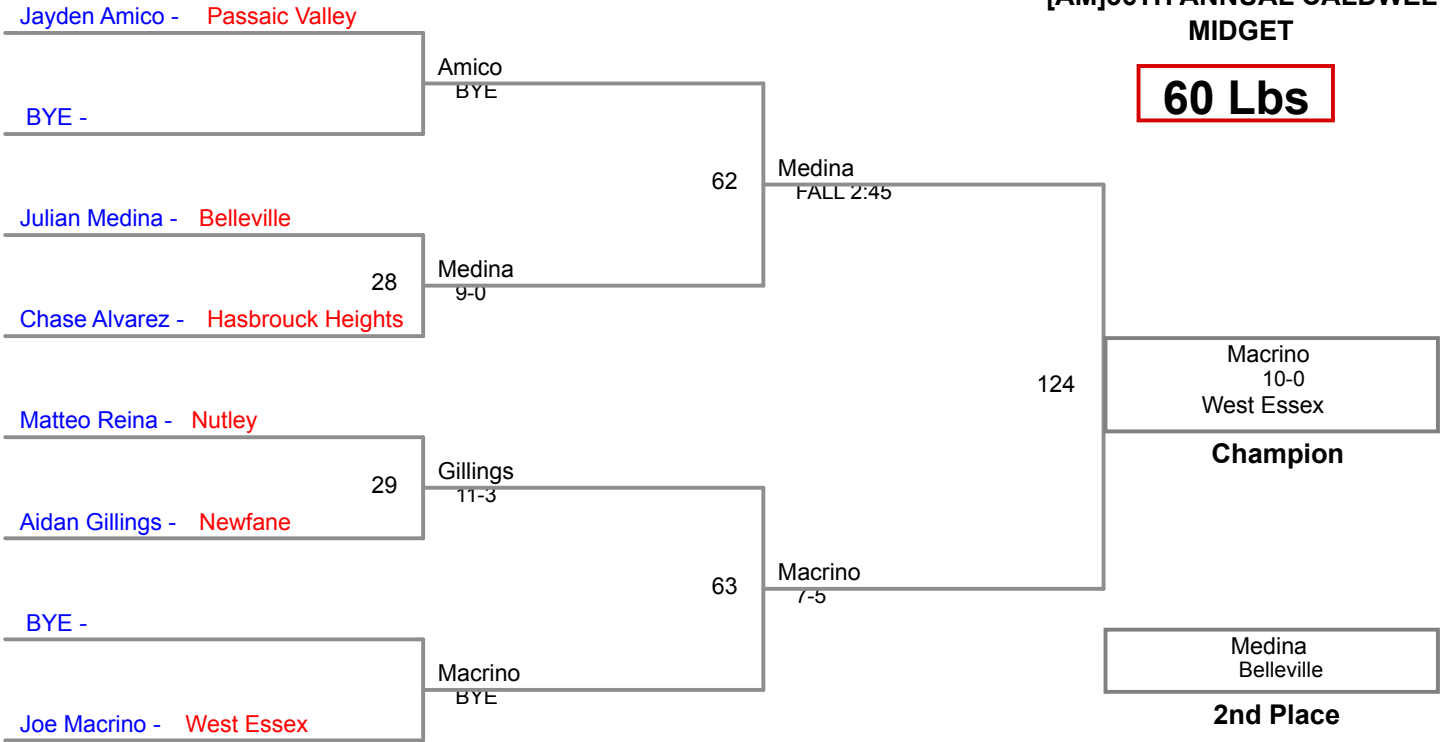 Jayden Amico - Passaic Valley
BYE -
Julian Medina - Belleville
Chase Alvarez - Hasbrouck Heights
Matteo Reina - Nutley
Aidan Gillings - Newfane
BYE -
Joe Macrino - West Essex
28
29
Amico
BYE
Medina
9-0
Gillings
11-3
Macrino
BYE
62
63
Medina
FALL 2:45
Macrino
7-5
124
ANNUAL
MIDGET
60 Lbs
Macrino
10-0
West Essex
Champion
Medina
Belleville
2nd Place